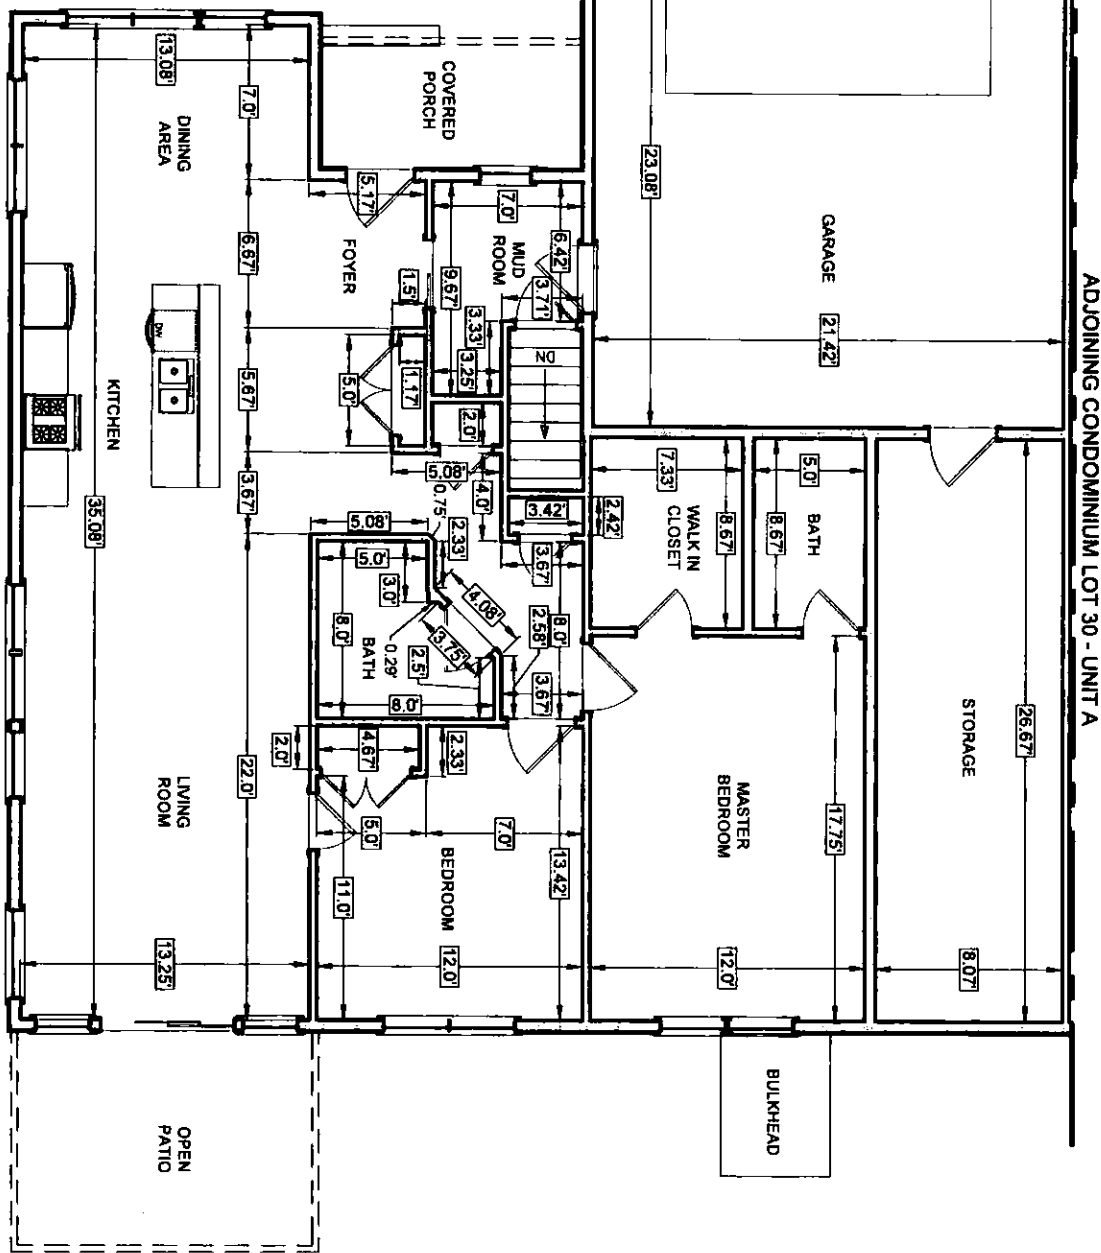 ADJOINING CONDOMINIUM LOT 30 - UNIT A
GARAGE
23.08'
21.42'
STORAGE
26.67'
8.07'
BATH
5.0'
8.67'
WALK IN
CLOSET
7.33'
8.67'
MASTER
BEDROOM
17.75'
12.0'
BULKHEAD
COVERED
PORCH
MUD
ROOM
7.0'
6.42'
9.67'
3.71'
3.33'
3.25'
DN
2.42'
3.42'
3.67'
8.0'
2.58'
3.67'
FOYER
5.17'
1.5'
1.17'
5.0'
2.0'
5.08'
4.0'
0.75'
2.33'
4.08'
3.75'
5.08'
5.0'
3.0'
8.0'
BATH
0.29'
2.5'
8.0'
BEDROOM
13.42'
7.0'
5.0'
2.33'
4.67'
2.0'
11.0'
12.0'
DINING
AREA
13.08'
7.0'
6.67'
5.67'
3.67'
22.0'
KITCHEN
DW
35.08'
LIVING
ROOM
13.25'
OPEN
PATIO